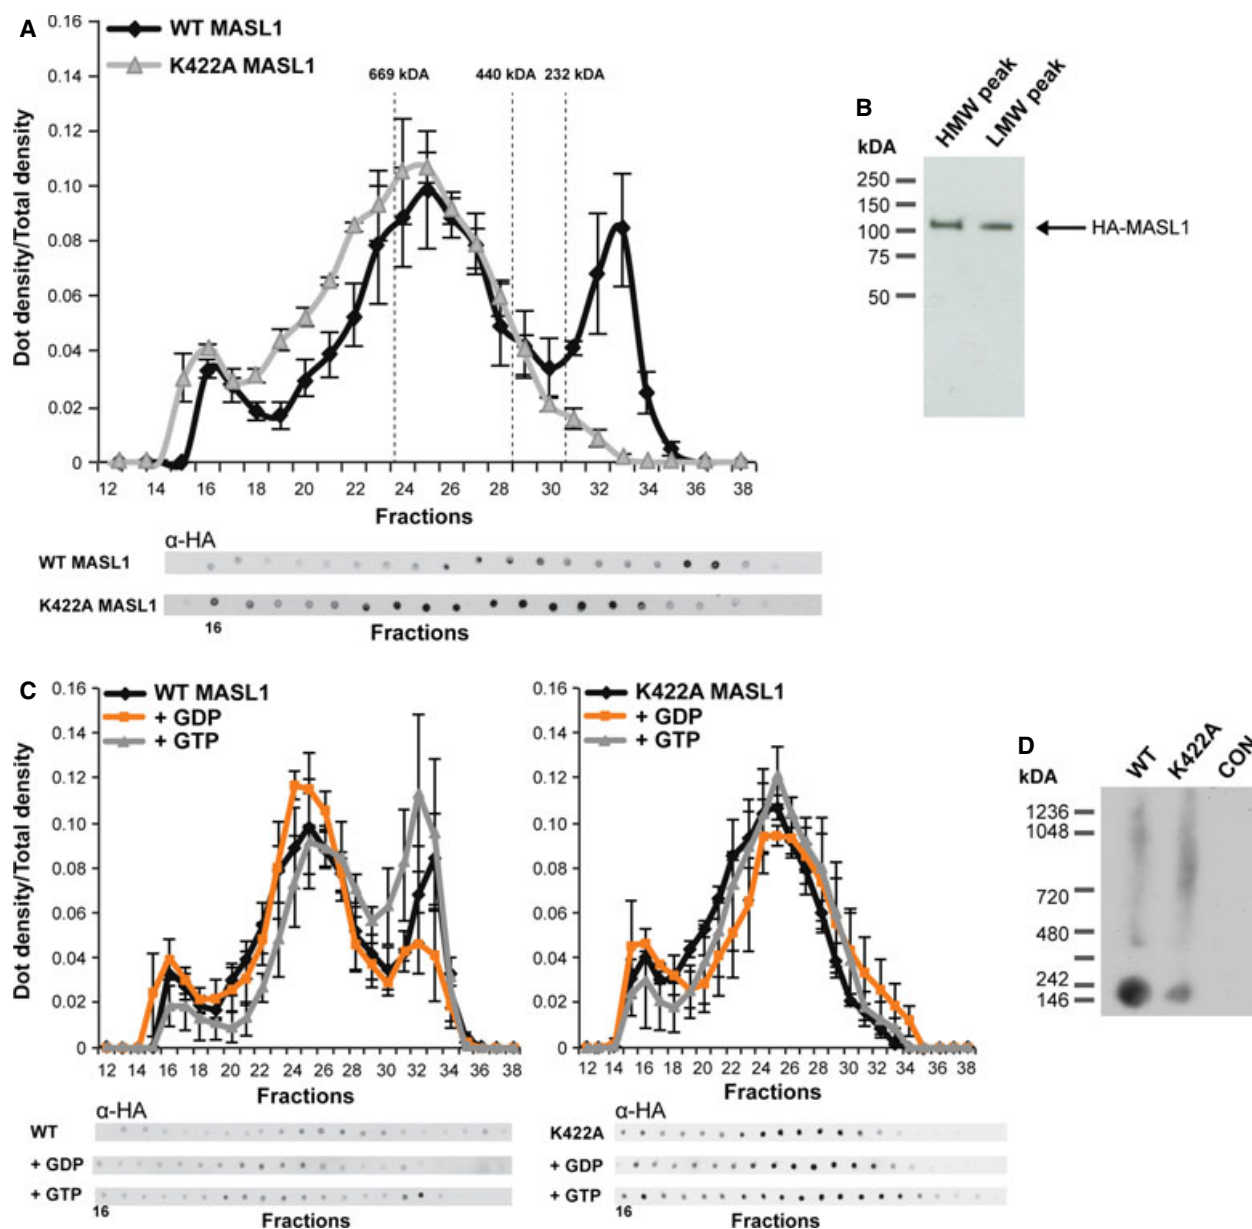 A
WT MASL1
K422A MASL1
669 kDA
440 kDA
232 kDA
Dot density/Total density
0.16
0.14
0.12
0.10
0.08
0.06
0.04
0.02
0
12 14 16 18 20 22 24 26 28 30 32 34 36 38
Fractions
α-HA
WT MASL1
K422A MASL1
16
Fractions
B
HMW peak
LMW peak
kDA
250
150
100
75
50
HA-MASL1
C
WT MASL1
+ GDP
+ GTP
Dot density/Total density
0.16
0.14
0.12
0.10
0.08
0.06
0.04
0.02
0
12 14 16 18 20 22 24 26 28 30 32 34 36 38
Fractions
α-HA
WT
+ GDP
+ GTP
16
Fractions
K422A MASL1
+ GDP
+ GTP
0.16
0.14
0.12
0.10
0.08
0.06
0.04
0.02
0
12 14 16 18 20 22 24 26 28 30 32 34 36 38
Fractions
α-HA
K422A
+ GDP
+ GTP
16
Fractions
D
WT
K422A
CON
kDA
1236
1048
720
480
242
146